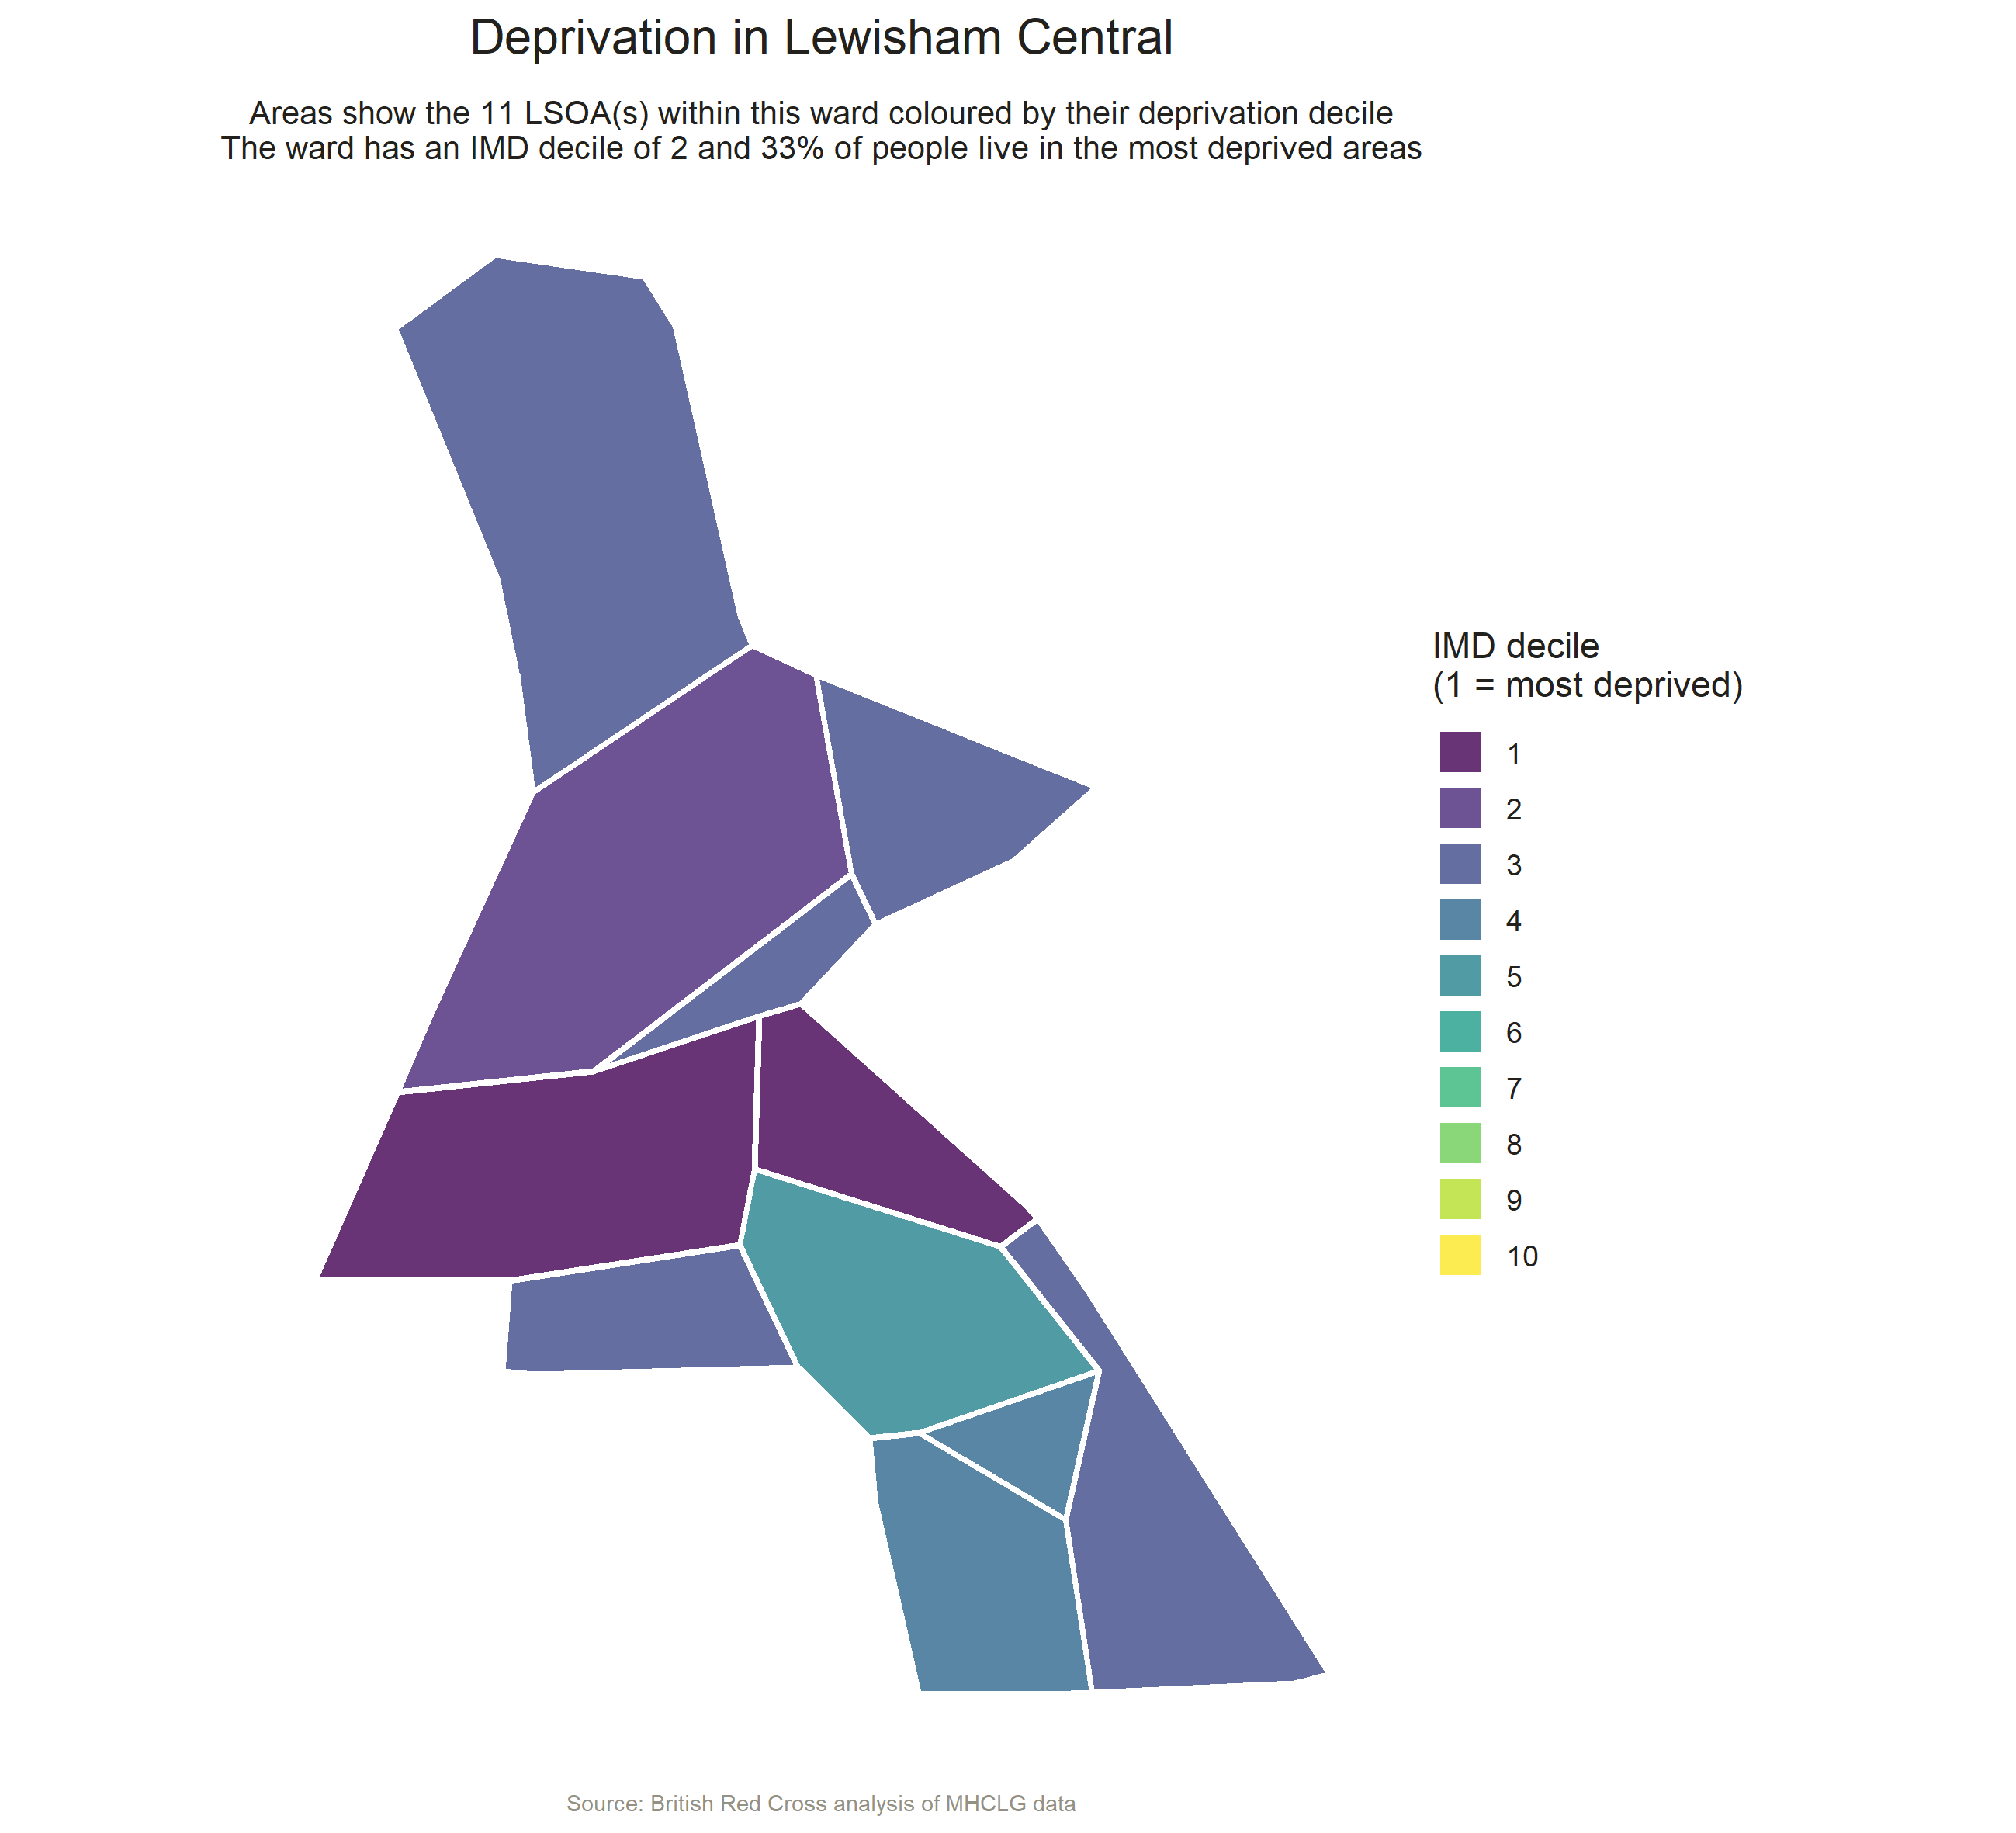 Deprivation in Lewisham Central
Areas show the 11 LSOA(s) within this ward coloured by their deprivation decile
The ward has an IMD decile of 2 and 33% of people live in the most deprived areas
IMD decile
(1 = most deprived)
1
2
3
4
5
6
7
8
9
10
Source: British Red Cross analysis of MHCLG data